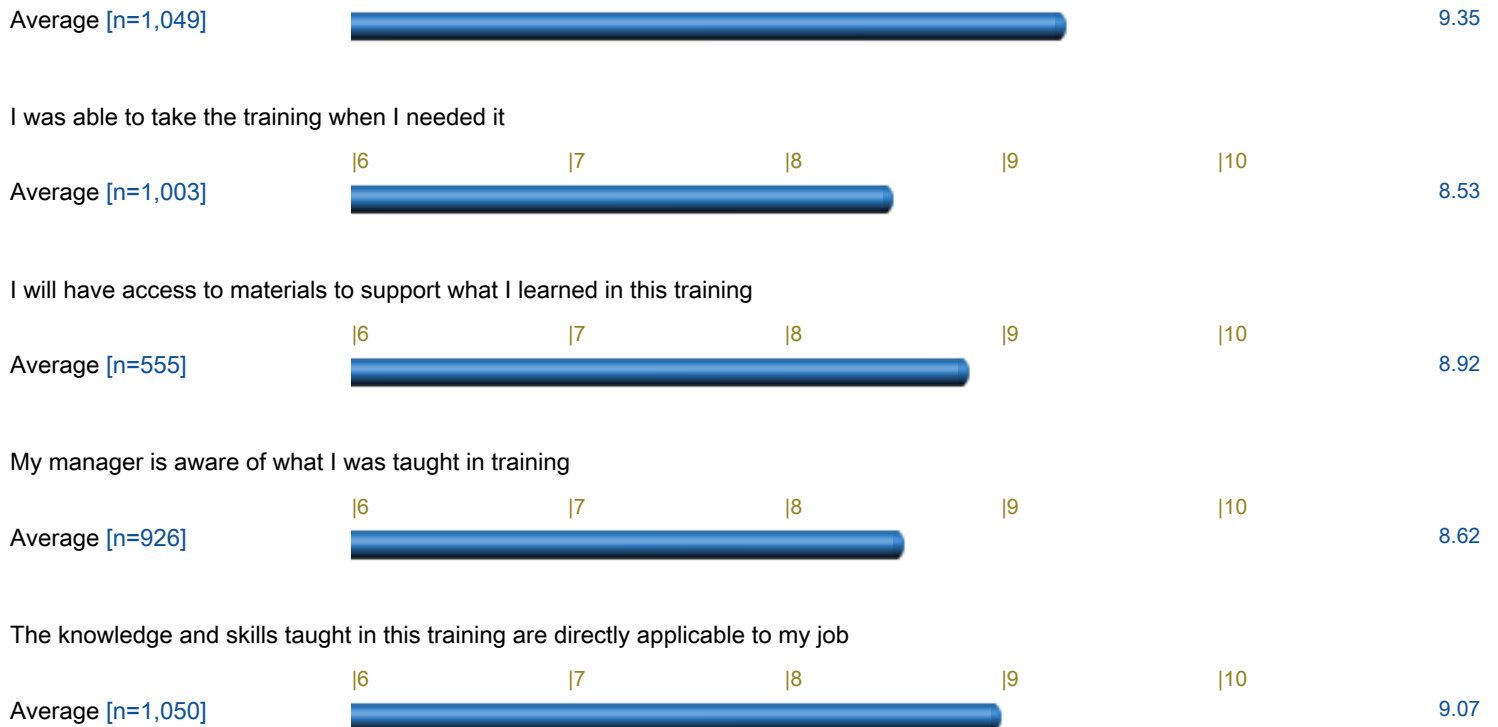 Average [n=1,049] 9.35
I was able to take the training when I needed it
|6 |7 |8 |9 |10
Average [n=1,003] 8.53
I will have access to materials to support what I learned in this training
|6 |7 |8 |9 |10
Average [n=555] 8.92
My manager is aware of what I was taught in training
|6 |7 |8 |9 |10
Average [n=926] 8.62
The knowledge and skills taught in this training are directly applicable to my job
|6 |7 |8 |9 |10
Average [n=1,050] 9.07